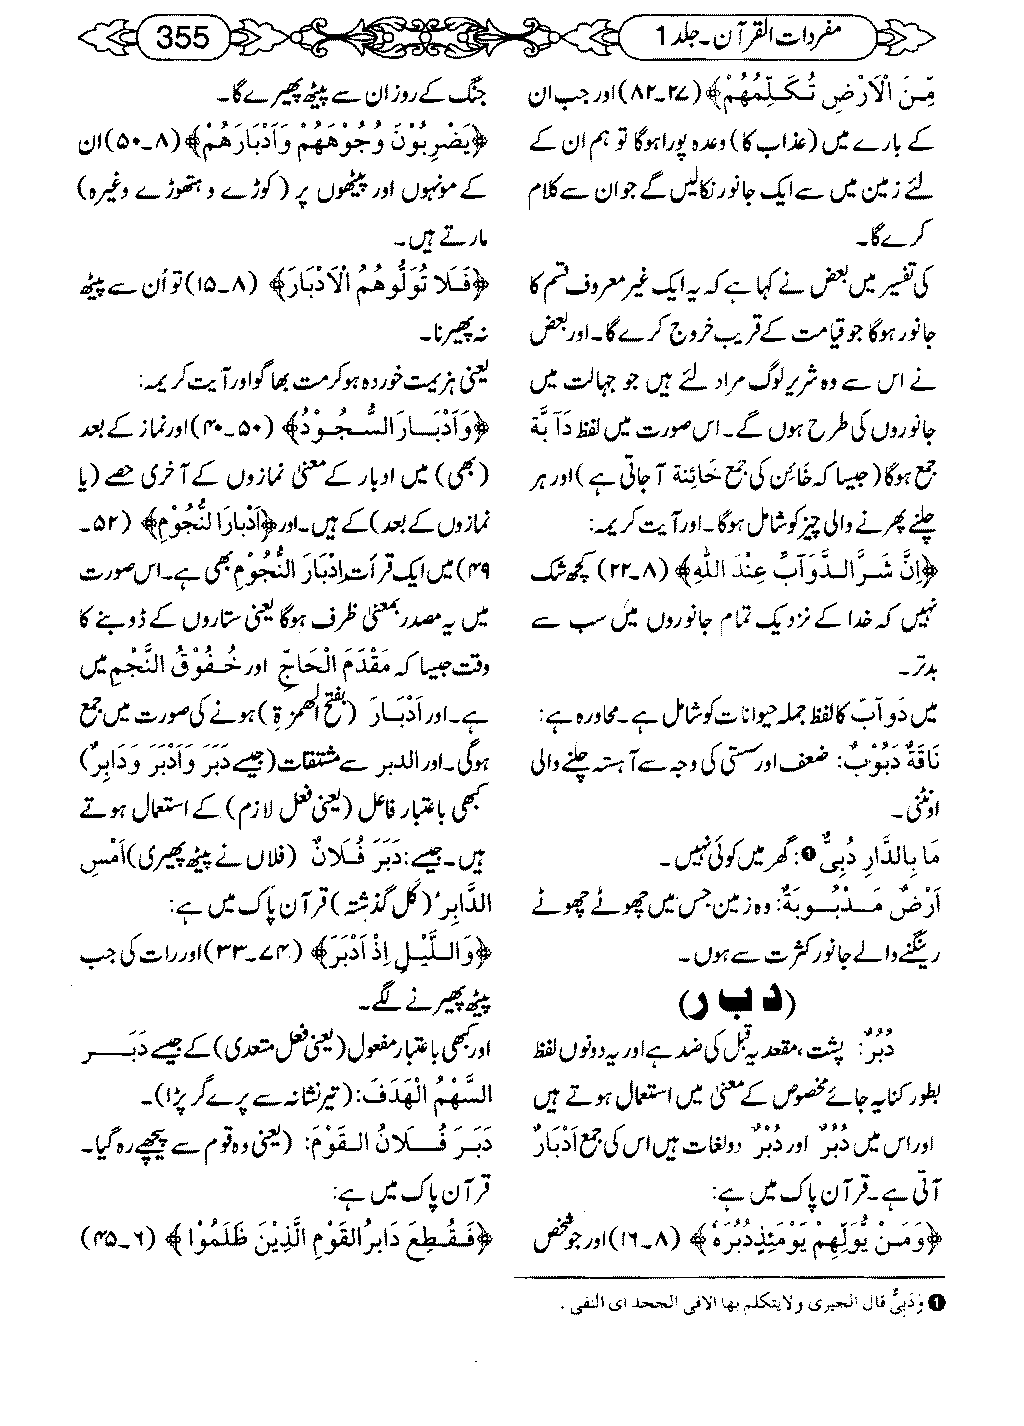 مفردات القرآن۔جلد 1
355
مِّنَ الْاَرْضِ تُکَلِّمُهُمْ﴾ (۲۷۔۸۲) اور جب ان
کے بارے میں (عذاب کا) وعدہ پورا ہوگا تو ہم ان کے
لئے زمین میں سے ایک جانور نکالیں گے جو ان سے کلام
کرے گا۔
کی تفسیر میں بعض نے کہا ہے کہ یہ ایک غیر معروف قسم کا
جانور ہوگا جو قیامت کے قریب خروج کرے گا۔ اور بعض
نے اس سے وہ شریر لوگ مراد لئے ہیں جو جہالت میں
جانوروں کی طرح ہوں گے۔ اس صورت میں لفظ دَآبَّة
جمع ہوگا (جیسا کہ خَائِن کی جمع خَائِنة آجاتی ہے) اور ہر
چلنے پھرنے والی چیز کو شامل ہوگا۔ اور آیت کریمہ:
﴿اِنَّ شَرَّ الدَّوَآبِّ عِنْدَ اللّٰهِ﴾ (۸۔۲۲) کچھ شک
نہیں کہ خدا کے نزدیک تمام جانوروں میں سب سے
بدتر۔
میں دَوَآبّ کا لفظ جملہ حیوانات کو شامل ہے۔ محاورہ ہے:
نَاقَةٌ دَبُوْبٌ: ضعف اور سستی کی وجہ سے آہستہ چلنے والی
اونٹنی۔
مَا بِالدَّارِ دُبِیٌّ ❶: گھر میں کوئی نہیں۔
اَرْضٌ مَدْبُوبَةٌ: وہ زمین جس میں چھوٹے چھوٹے
رینگنے والے جانور کثرت سے ہوں۔
(د ب ر)
دُبُرٌ: پشت، مقعد یہ قُبل کی ضد ہے اور یہ دونوں لفظ
بطور کنایہ جائے مخصوص کے معنیٰ میں استعمال ہوتے ہیں
اور اس میں دُبُرٌ اور دُبْرٌ دو لغات ہیں اس کی جمع اَدْبَارٌ
آتی ہے۔ قرآن پاک میں ہے:
﴿وَمَنْ یُّوَلِّهِمْ یَوْمَئِذٍ دُبُرَهٗ﴾ (۸۔۱۶) اور جو شخص
جنگ کے روز ان سے پیٹھ پھیرے گا۔
﴿یَضْرِبُوْنَ وُجُوْهَهُمْ وَاَدْبَارَهُمْ﴾ (۸۔۵۰) ان
کے مونہوں اور پیٹھوں پر (کوڑے و ہتھوڑے وغیرہ)
مارتے ہیں۔
﴿فَلَا تُوَلُّوهُمُ الْاَدْبَارَ﴾ (۸۔۱۵) تو اُن سے پیٹھ
نہ پھیرنا۔
یعنی ہزیمت خوردہ ہو کر مت بھاگو اور آیت کریمہ:
﴿وَاَدْبَارَ السُّجُوْدِ﴾ (۵۰۔۴۰) اور نماز کے بعد
(بھی) میں ادبار کے معنیٰ نمازوں کے آخری حصے (یا
نمازوں کے بعد) کے ہیں۔ اور ﴿اَدْبَارَ النُّجُوْمِ﴾ (۵۲۔
۴۹) میں ایک قرأت اِدْبَارَ النُّجُوْمِ بھی ہے۔ اس صورت
میں یہ مصدر بمعنیٰ ظرف ہوگا یعنی ستاروں کے ڈوبنے کا
وقت جیسا کہ مَقْدَمَ الْحَاجِّ اور خُفُوْقَ النَّجْمِ میں
ہے۔ اور اَدْبَارَ (بفتح الھمزۃ) ہونے کی صورت میں جمع
ہوگی۔ اور الدبر سے مشتقات (جیسے دَبَرَ وَاَدْبَرَ وَدَابِرٌ)
کبھی باعتبار فاعل (یعنی فعل لازم) کے استعمال ہوتے
ہیں۔ جیسے: دَبَرَ فُلَانٌ (فلاں نے پیٹھ پھیری) اَمْسِ
الدَّابِرِ (کل گذشتہ) قرآن پاک میں ہے:
﴿وَالَّیْلِ اِذْ اَدْبَرَ﴾ (۷۴۔۳۳) اور رات کی جب
پیٹھ پھیرنے لگے۔
اور کبھی باعتبار مفعول (یعنی فعل متعدی) کے جیسے دَبَرَ
السَّهْمُ الْهَدَفَ: (تیر نشانہ سے پرے گر پڑا)۔
دَبَرَ فُلَانُ الْقَوْمَ: (یعنی وہ قوم سے پیچھے رہ گیا۔
قرآن پاک میں ہے:
﴿فَقُطِعَ دَابِرُ الْقَوْمِ الَّذِیْنَ ظَلَمُوْا﴾ (۶۔۴۵)
❶ وَدَبِیٌّ قال الحیری ولا یتکلم بها الا فی الجحد ای النفی .